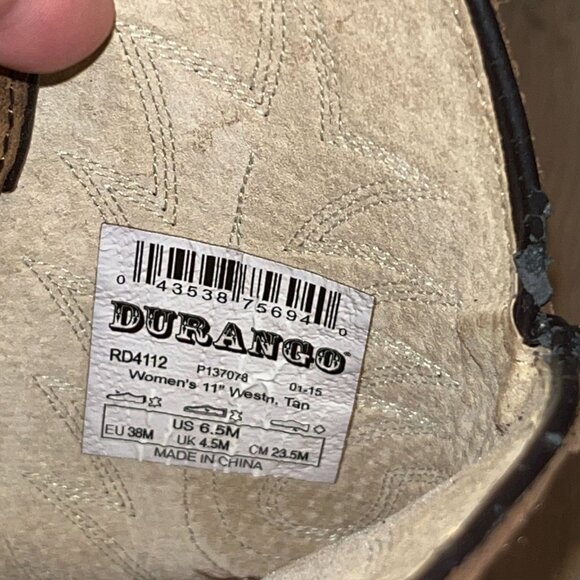 0 43538 75694 0
DURANGO
RD4112 P137078 01-15
Women's 11" Westn, Tan
US 6.5M
EU 38M UK 4.5M CM 23.5M
MADE IN CHINA